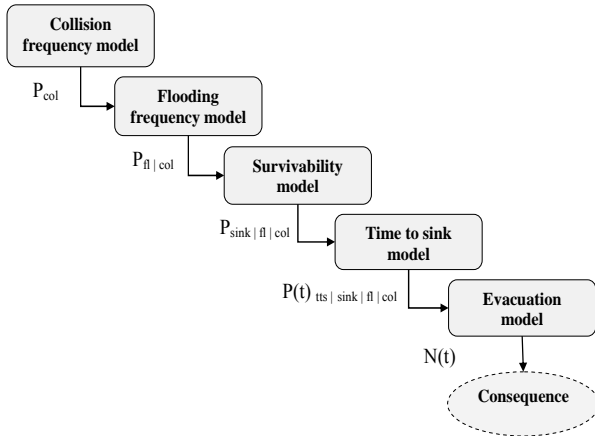 Collision
frequency model
P_col
Flooding
frequency model
P_fl | col
Survivability
model
P_sink | fl | col
Time to sink
model
P(t) tts | sink | fl | col
Evacuation
model
N(t)
Consequence